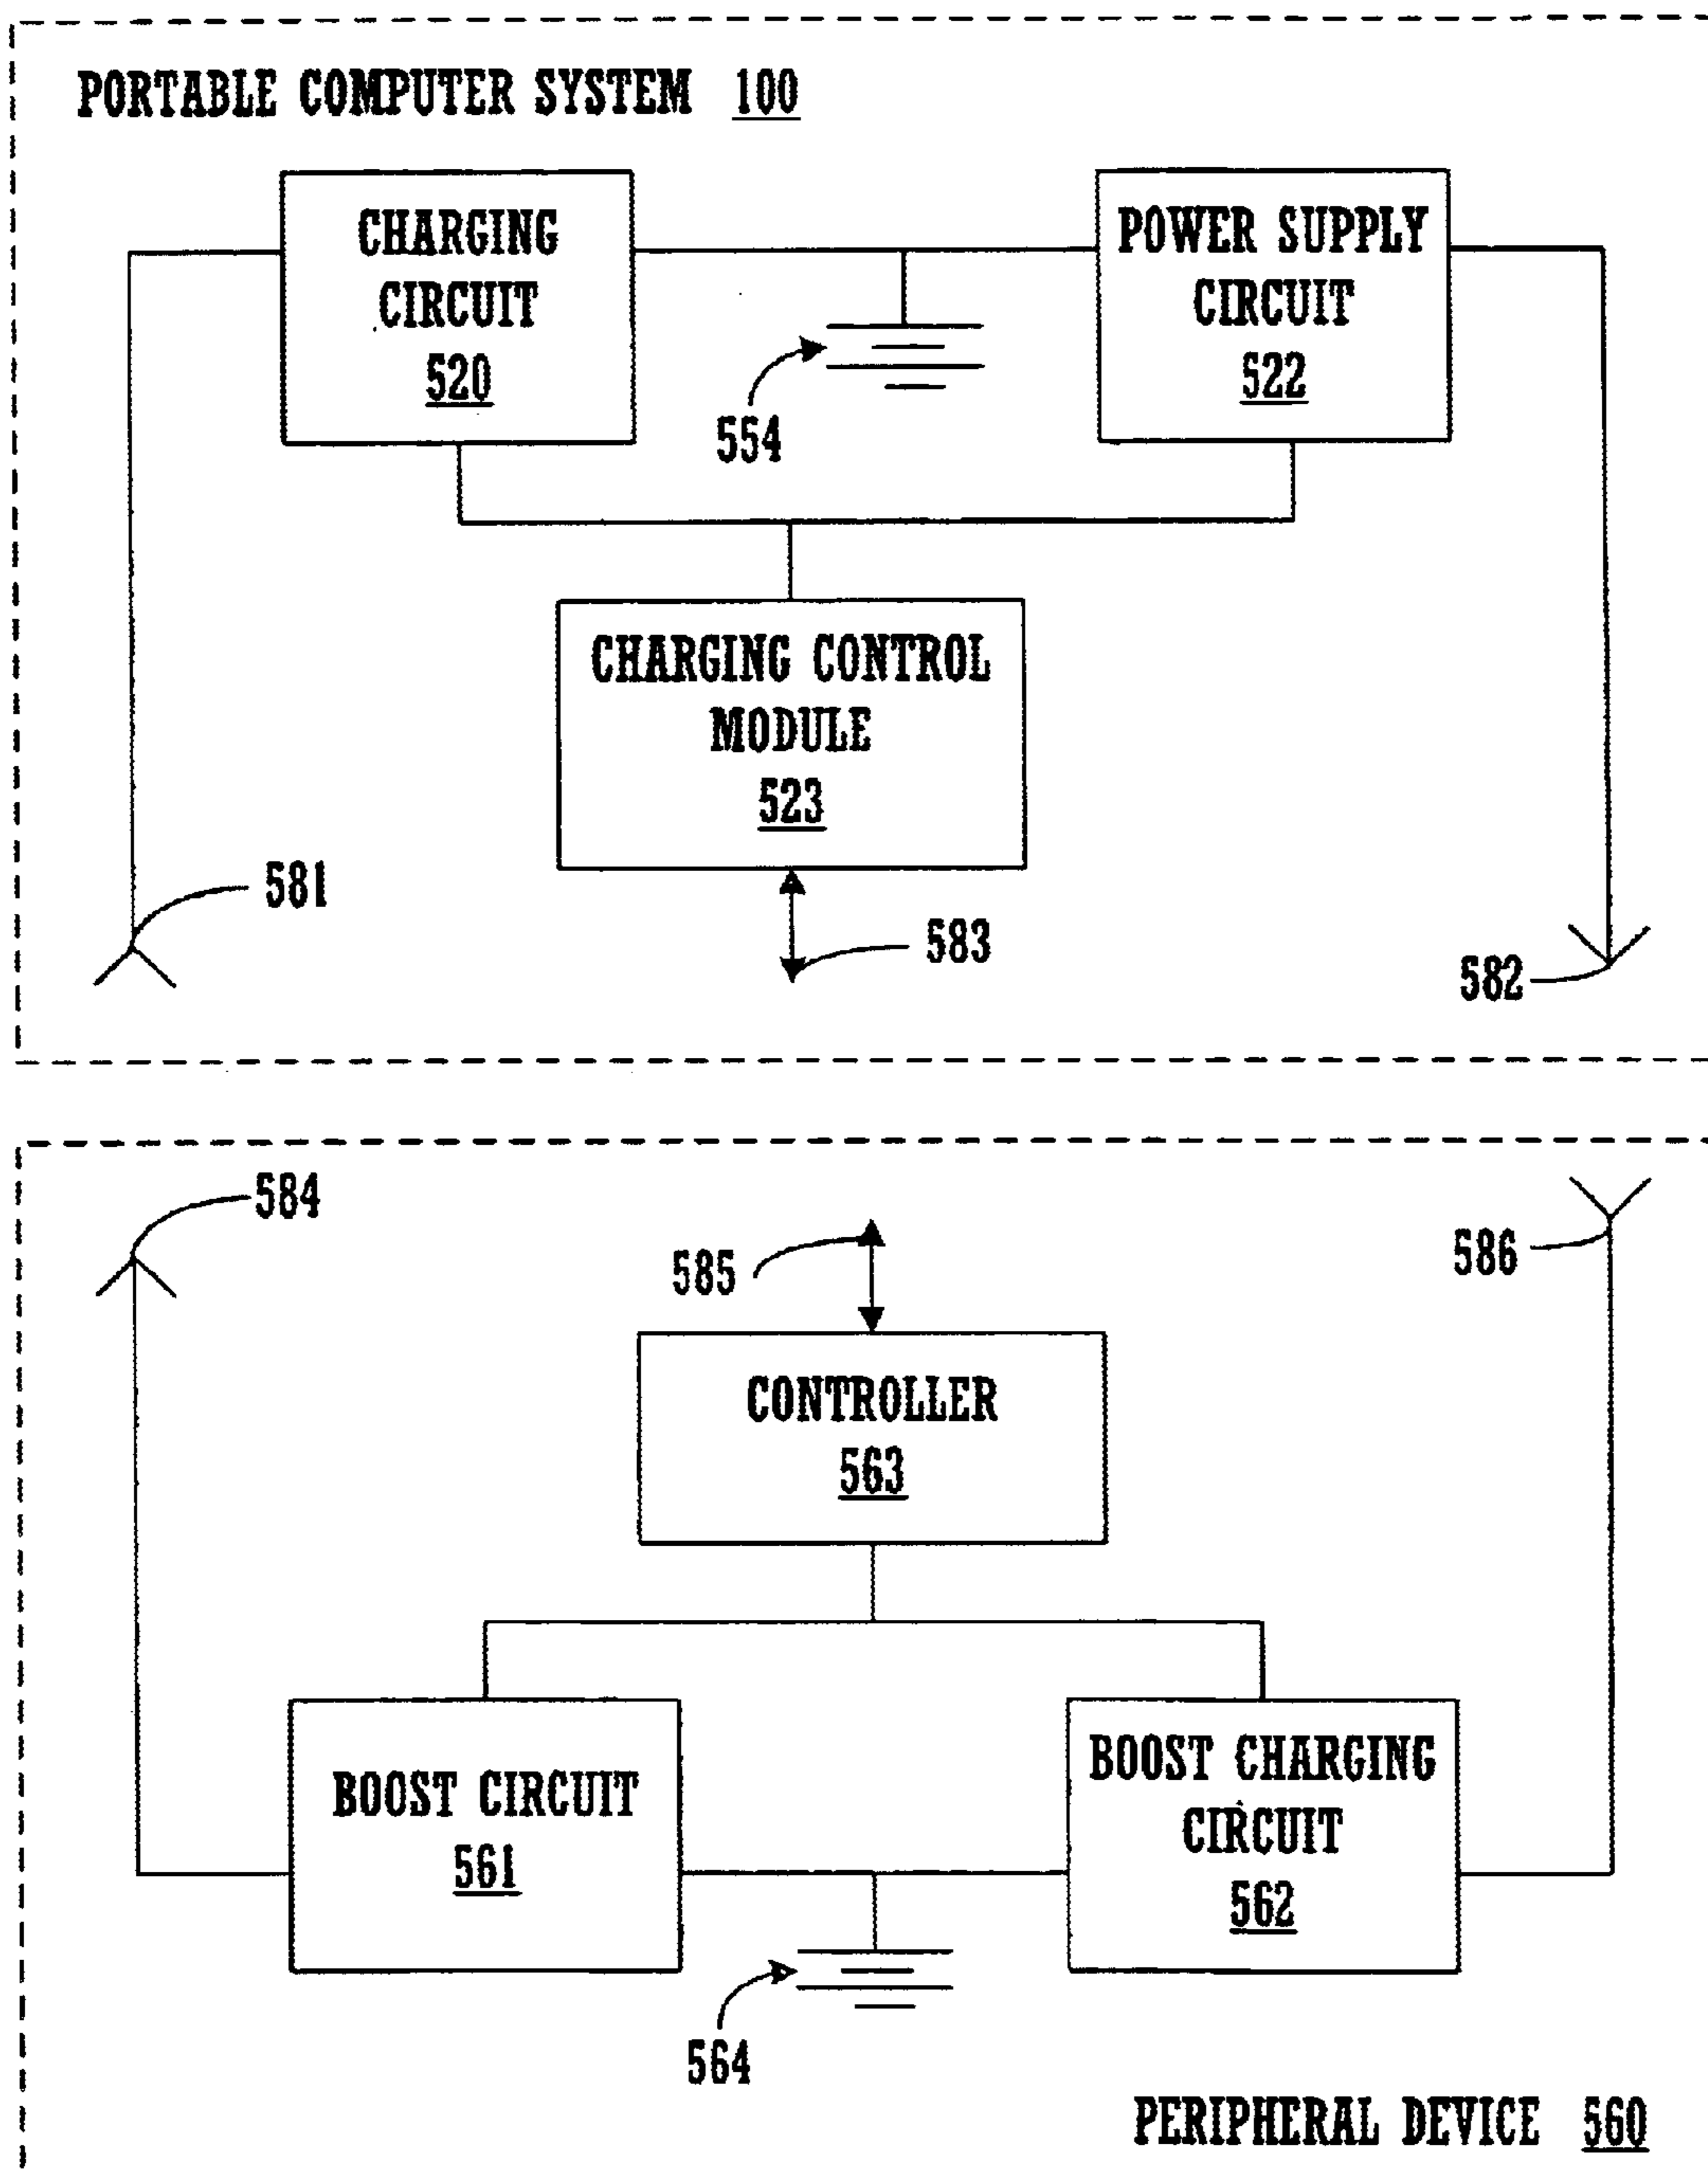 PORTABLE COMPUTER SYSTEM 100
CHARGING
CIRCUIT
520
POWER SUPPLY
CIRCUIT
522
554
CHARGING CONTROL
MODULE
523
581
583
582
584
585
586
CONTROLLER
563
BOOST CIRCUIT
561
BOOST CHARGING
CIRCUIT
562
564
PERIPHERAL DEVICE 560